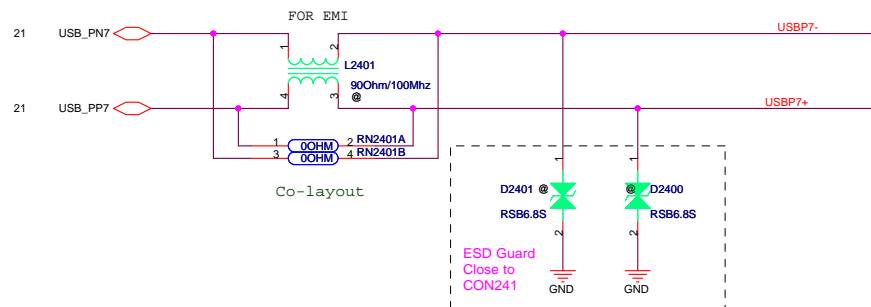 FOR EMI
21 USB_PN7 USBP7-
1 2
L2401
90Ohm/100Mhz
@
4 3
21 USB_PP7 USBP7+
1 0OHM 2 RN2401A
3 0OHM 4 RN2401B
Co-layout
1 1
D2401 @ @ D2400
RSB6.8S RSB6.8S
2 2
ESD Guard
Close to
CON241
GND GND